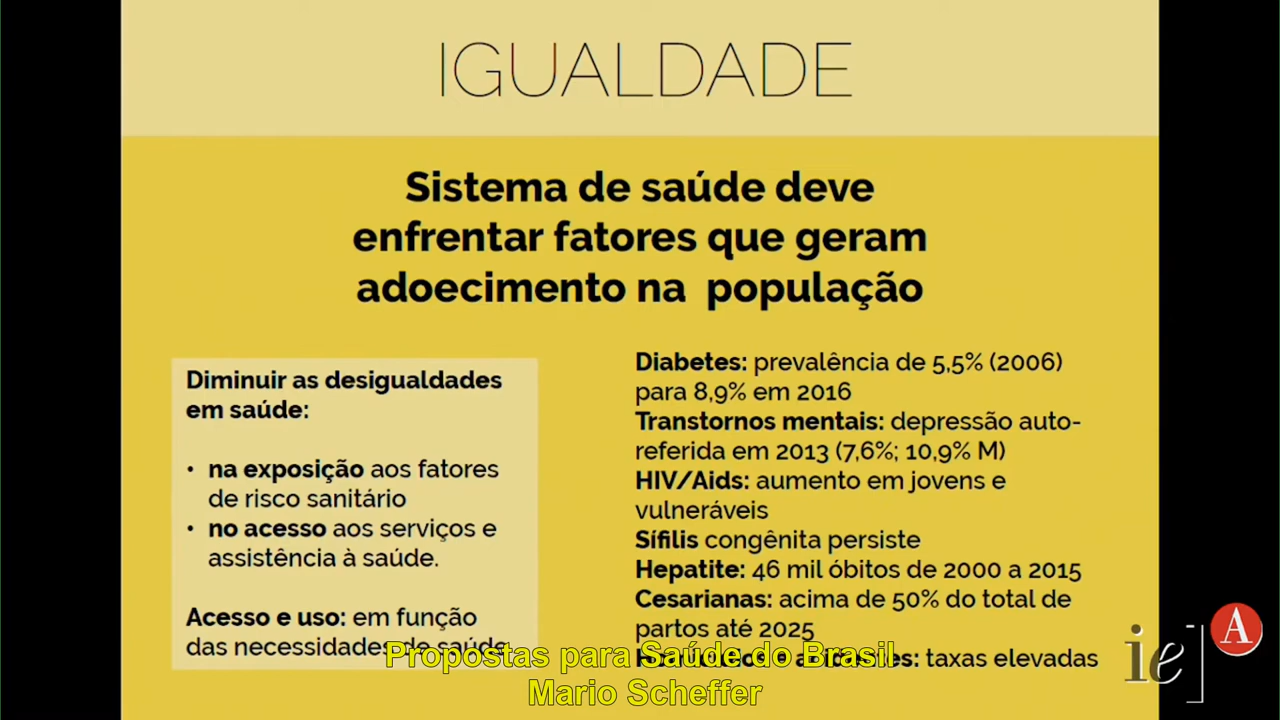 IGUALDADE
Sistema de saúde deve
enfrentar fatores que geram
adoecimento na população
Diminuir as desigualdades
em saúde:
• na exposição aos fatores
de risco sanitário
• no acesso aos serviços e
assistência à saúde.
Acesso e uso: em função
das necessidades de saúde
Diabetes: prevalência de 5,5% (2006)
para 8,9% em 2016
Transtornos mentais: depressão auto-
referida em 2013 (7,6%; 10,9% M)
HIV/Aids: aumento em jovens e
vulneráveis
Sífilis congênita persiste
Hepatite: 46 mil óbitos de 2000 a 2015
Cesarianas: acima de 50% do total de
partos até 2025
taxas elevadas
Propostas para Saúde do Brasil
Mario Scheffer
ie
A